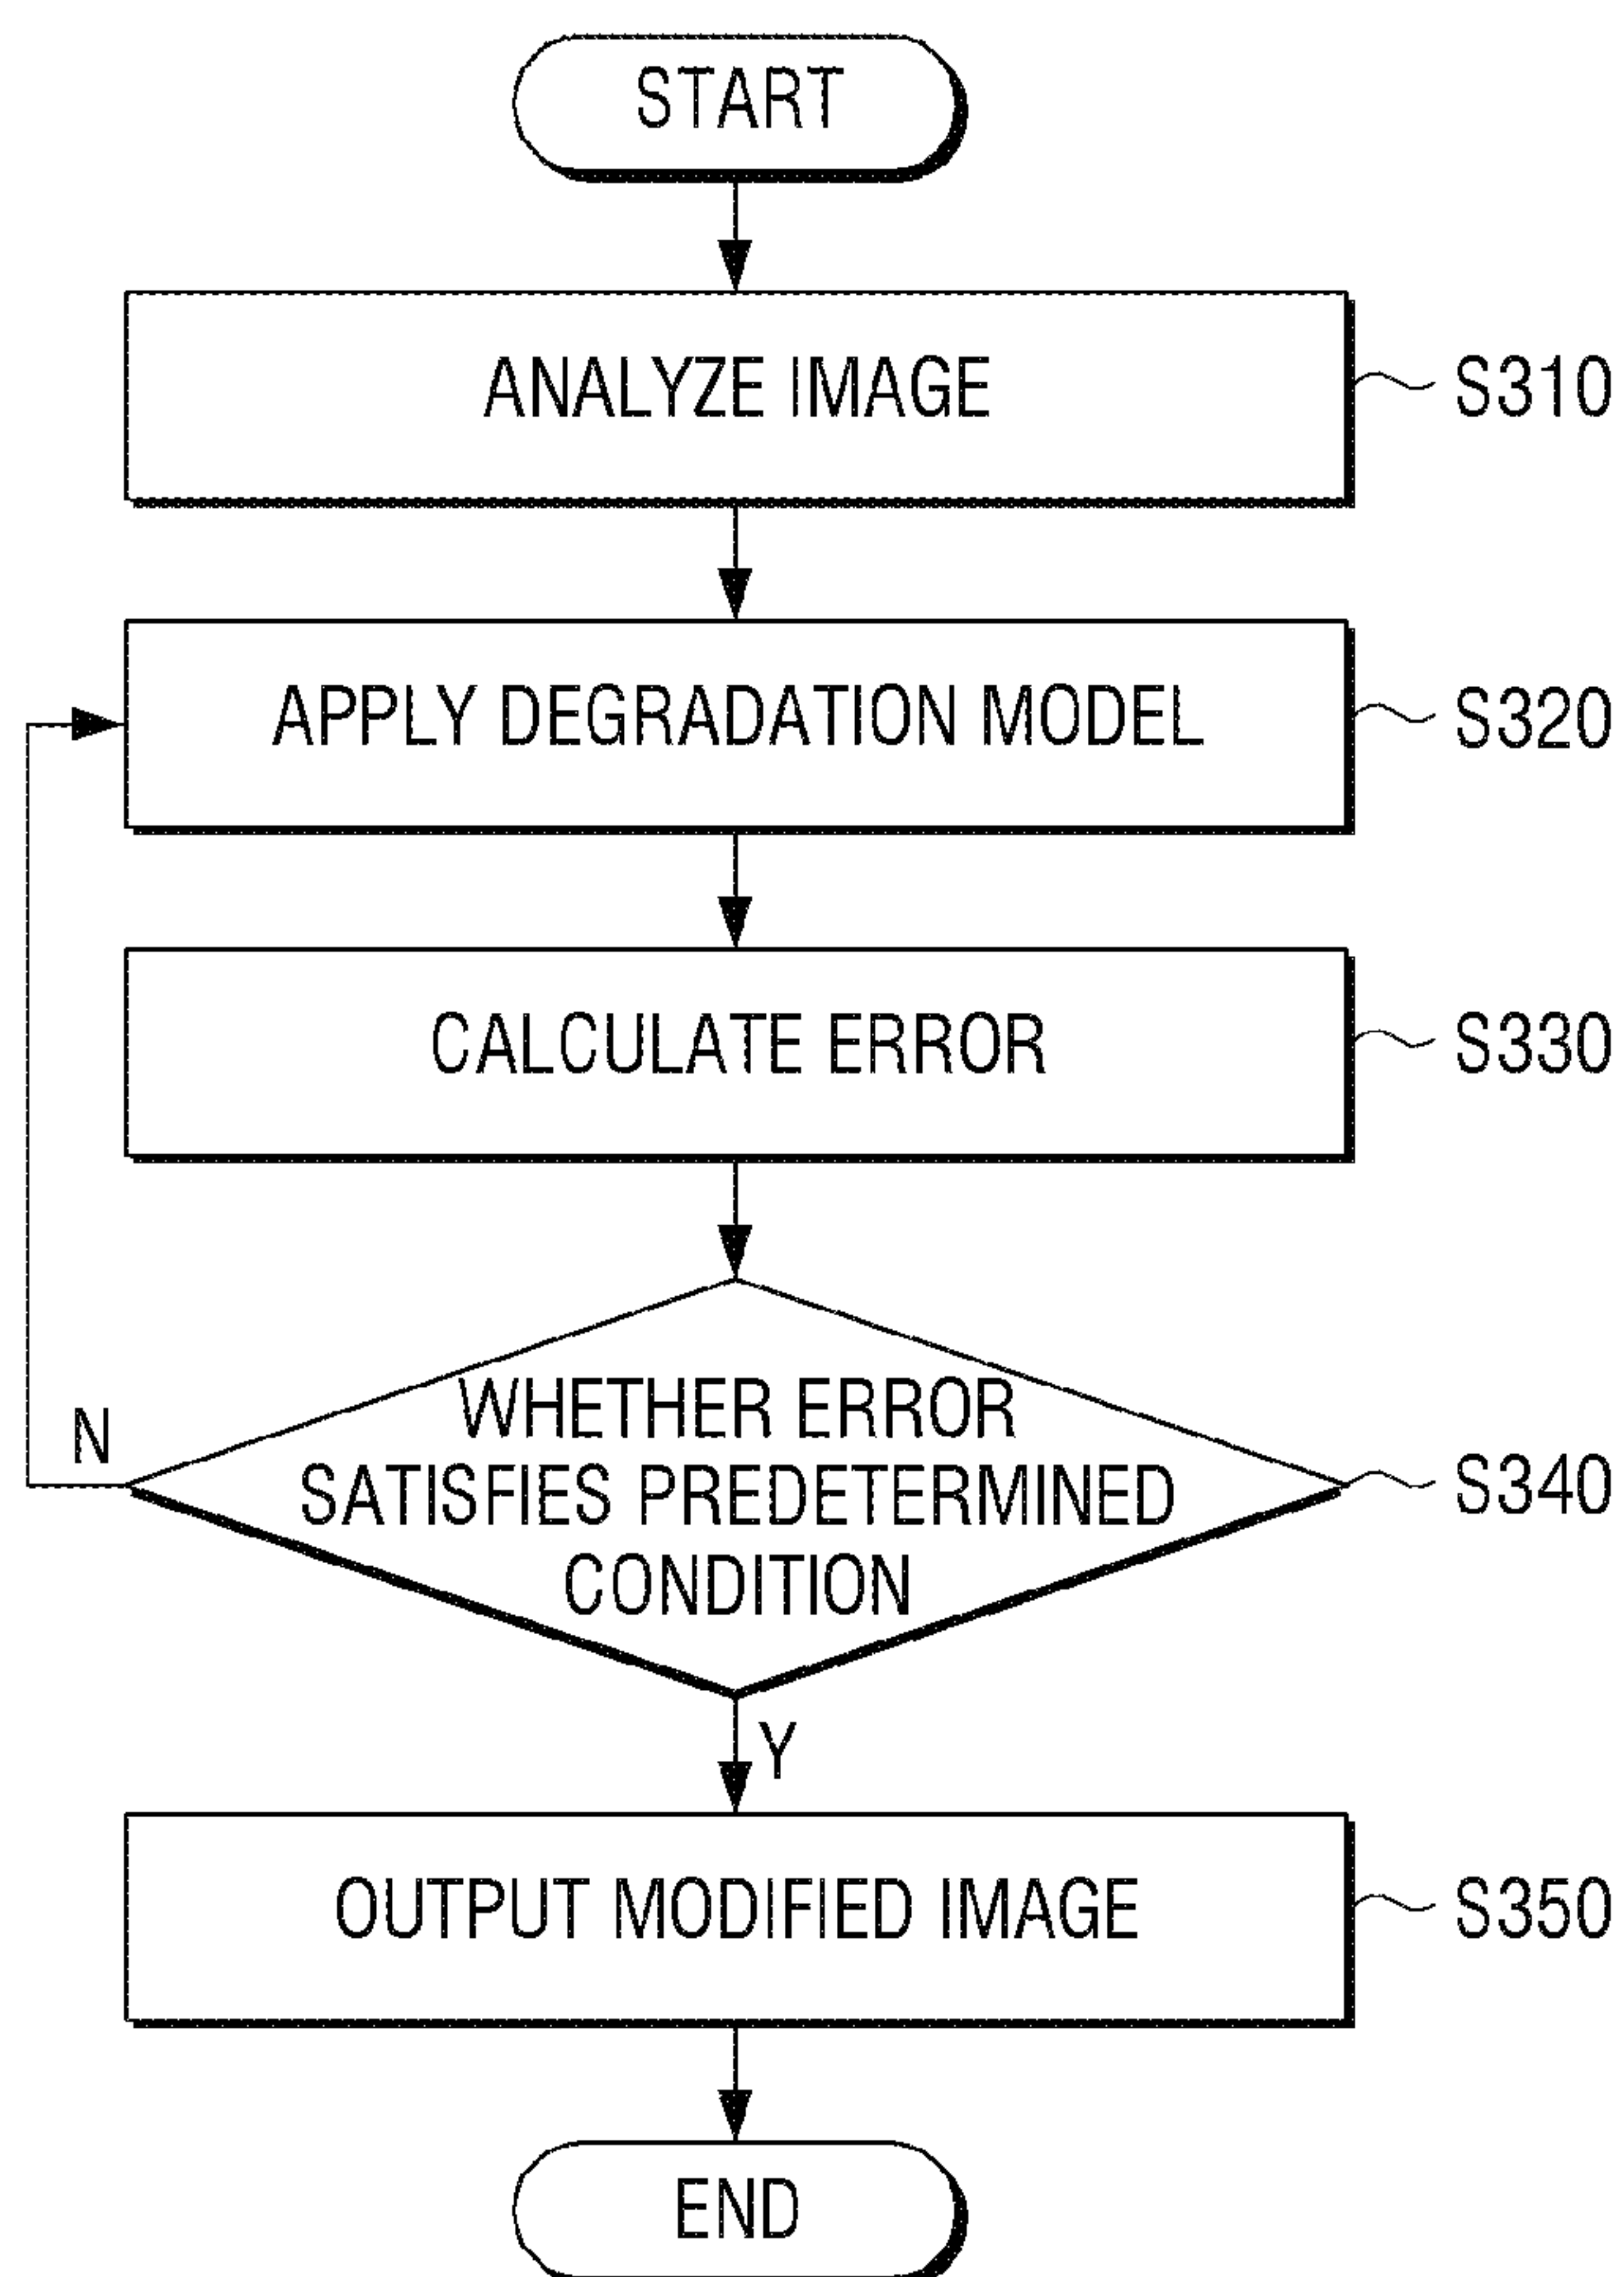 START
ANALYZE IMAGE
S310
APPLY DEGRADATION MODEL
S320
CALCULATE ERROR
S330
WHETHER ERROR
SATISFIES PREDETERMINED
CONDITION
N
S340
Y
OUTPUT MODIFIED IMAGE
S350
END